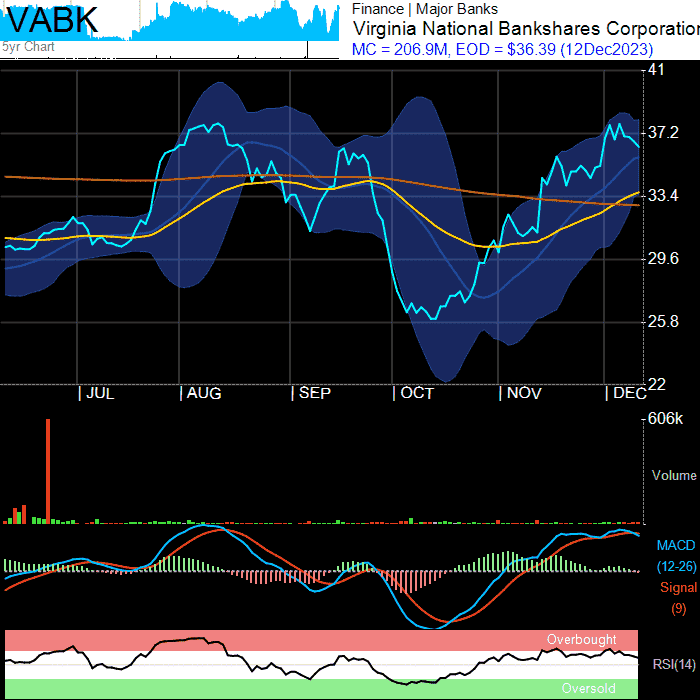 VABK
5yr Chart
Finance | Major Banks
Virginia National Bankshares Corporation
MC = 206.9M, EOD = $36.39 (12Dec2023)
41
37.2
33.4
29.6
25.8
22
| JUL
| AUG
| SEP
| OCT
| NOV
| DEC
606k
Volume
MACD
(12-26)
Signal
(9)
Overbought
RSI(14)
Oversold